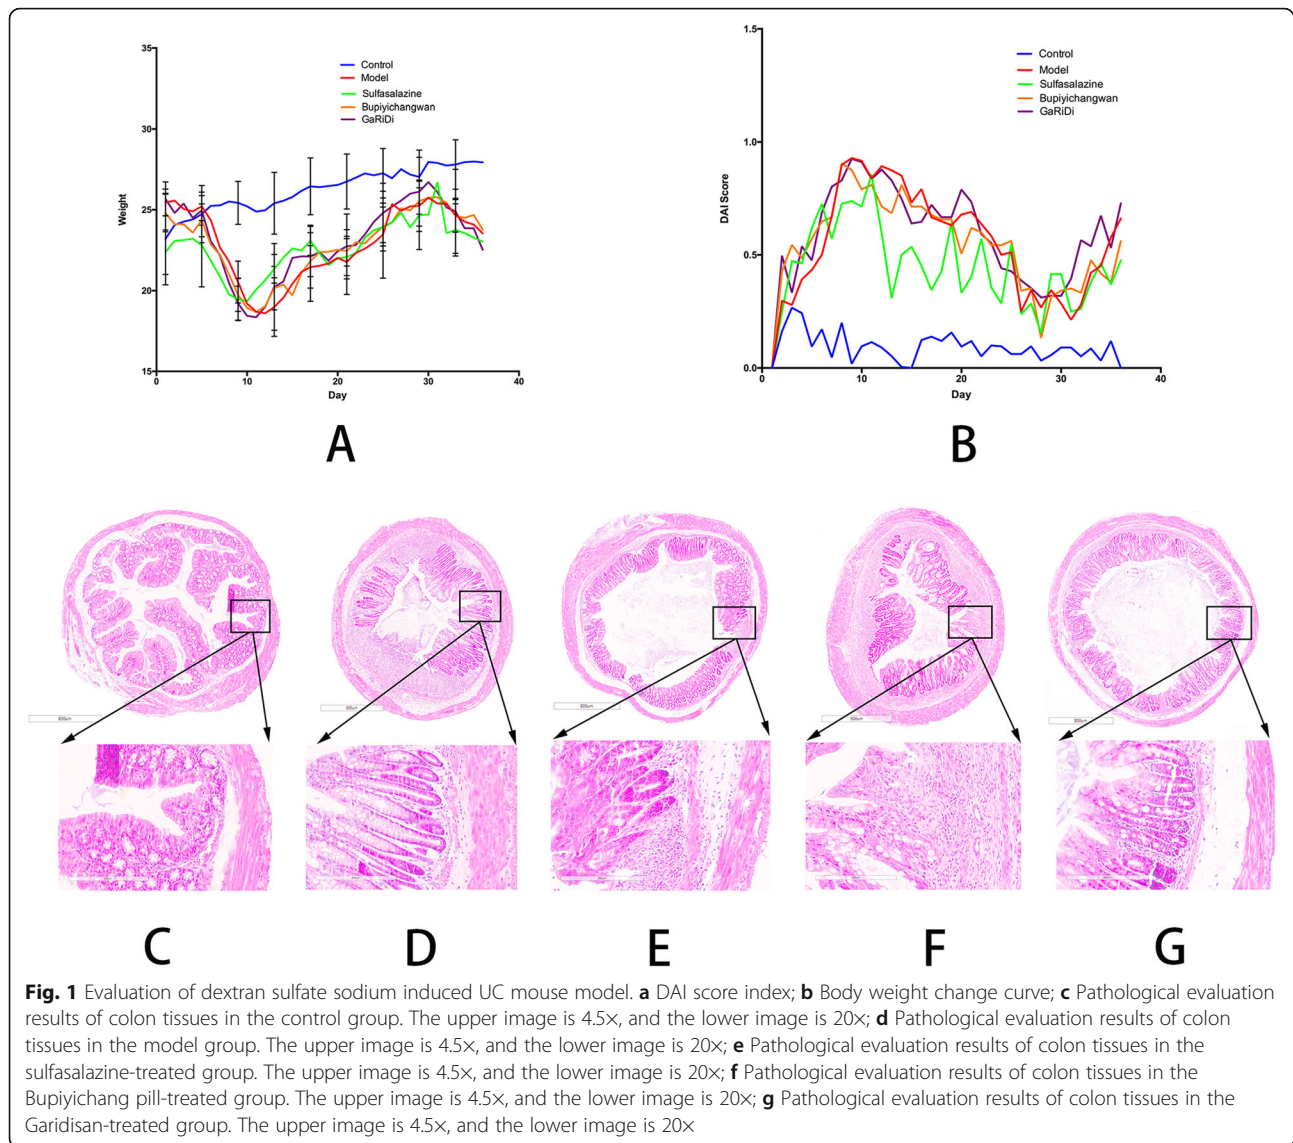 35
30
25
20
15
Weight
0
10
20
30
40
Day
Control
Model
Sulfasalazine
Bupiyichangwan
GaRiDi
A
1.5
1.0
0.5
0.0
DAI Score
0
10
20
30
40
Day
Control
Model
Sulfasalazine
Bupiyichangwan
GaRiDi
B
600μm
600μm
600μm
600μm
600μm
C
D
E
F
G
Fig. 1 Evaluation of dextran sulfate sodium induced UC mouse model. a DAI score index; b Body weight change curve; c Pathological evaluation
results of colon tissues in the control group. The upper image is 4.5×, and the lower image is 20×; d Pathological evaluation results of colon
tissues in the model group. The upper image is 4.5×, and the lower image is 20×; e Pathological evaluation results of colon tissues in the
sulfasalazine-treated group. The upper image is 4.5×, and the lower image is 20×; f Pathological evaluation results of colon tissues in the
Bupiyichang pill-treated group. The upper image is 4.5×, and the lower image is 20×; g Pathological evaluation results of colon tissues in the
Garidisan-treated group. The upper image is 4.5×, and the lower image is 20×